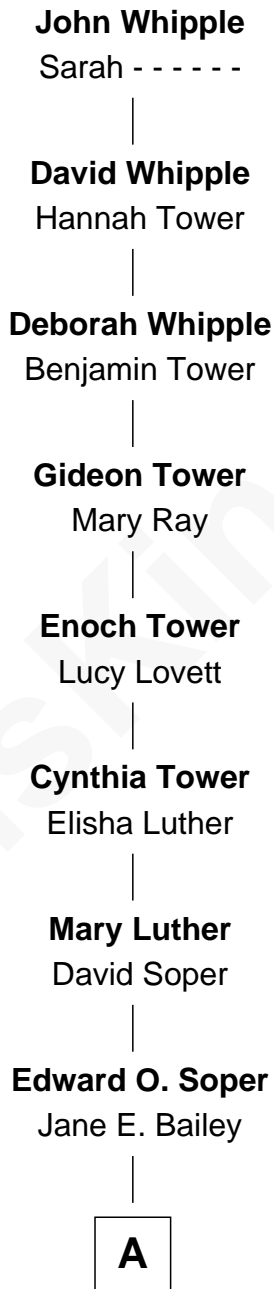 John Whipple
Sarah - - - - - -
David Whipple
Hannah Tower
Deborah Whipple
Benjamin Tower
Gideon Tower
Mary Ray
Enoch Tower
Lucy Lovett
Cynthia Tower
Elisha Luther
Mary Luther
David Soper
Edward O. Soper
Jane E. Bailey
A